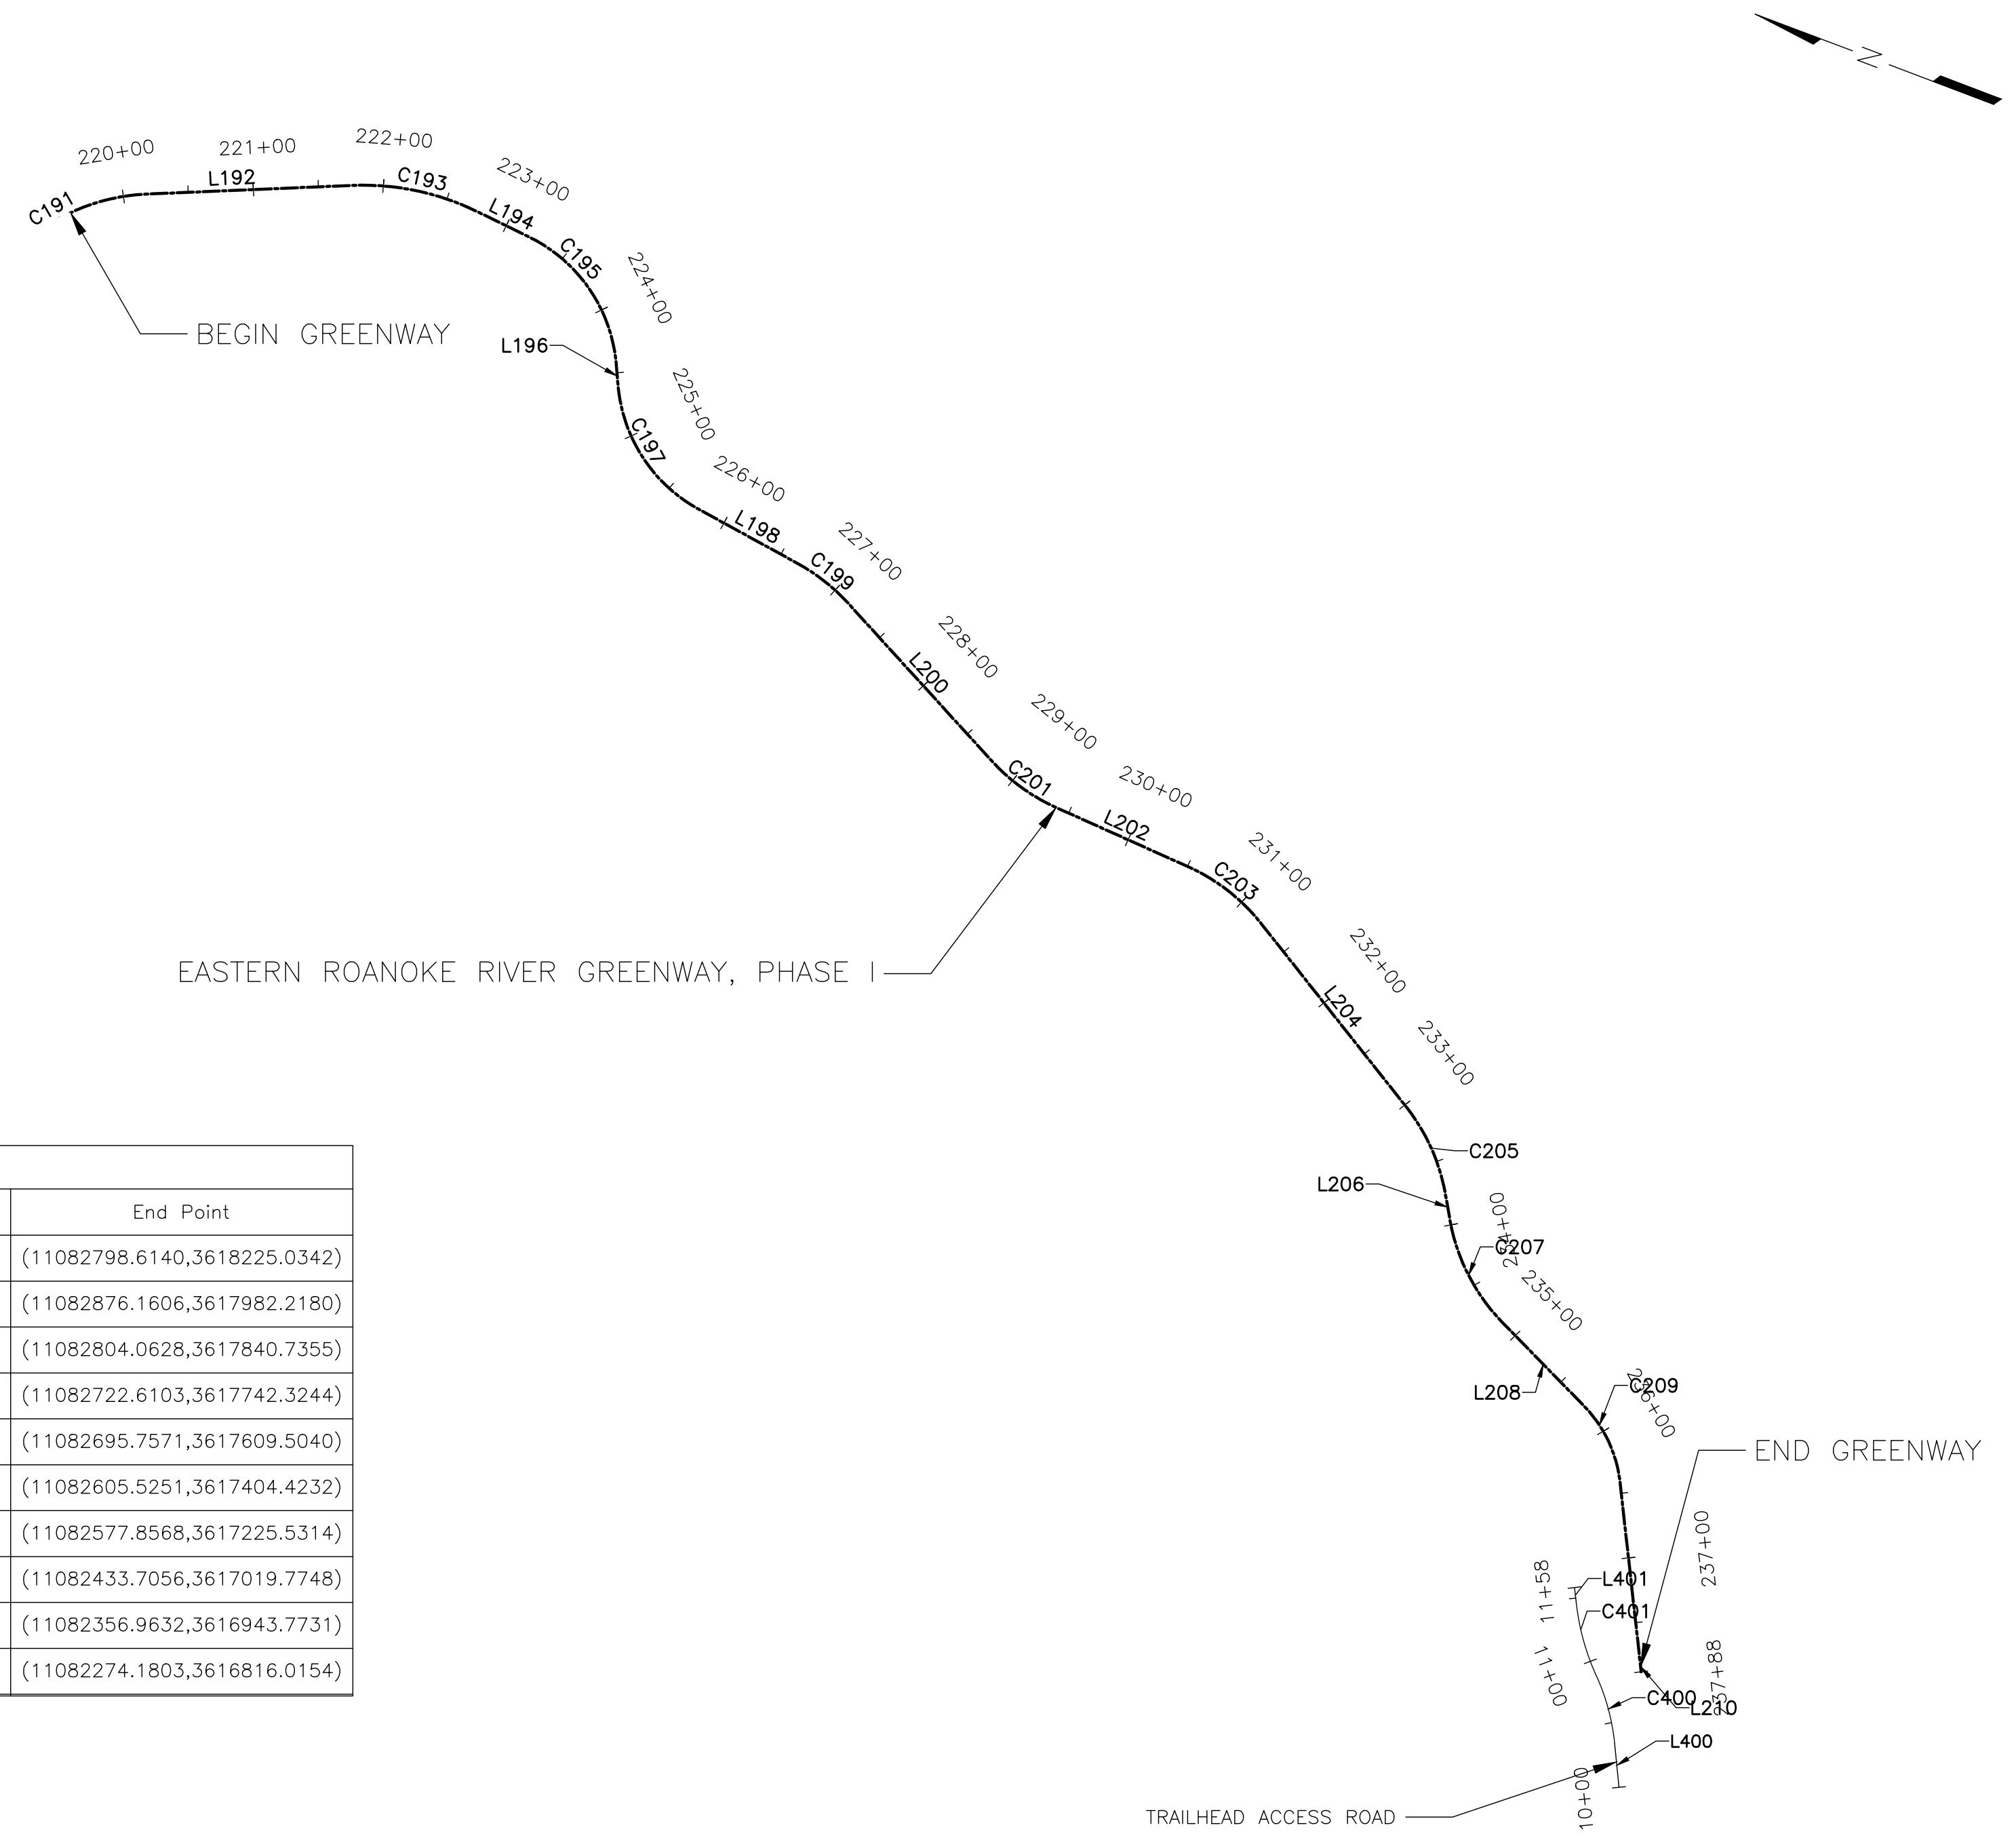 N
220+00
221+00
222+00
223+00
C191
L192
C193
L194
C195
224+00
BEGIN GREENWAY
L196
225+00
C197
226+00
L198
227+00
C199
228+00
L200
229+00
C201
230+00
L202
231+00
C203
EASTERN ROANOKE RIVER GREENWAY, PHASE I
232+00
L204
233+00
C205
L206
234+00
C207
235+00
L208
C209
236+00
END GREENWAY
237+00
11+58
L401
C401
11+00
237+88
C400
L210
L400
10+00
TRAILHEAD ACCESS ROAD
End Point
(11082798.6140,3618225.0342)
(11082876.1606,3617982.2180)
(11082804.0628,3617840.7355)
(11082722.6103,3617742.3244)
(11082695.7571,3617609.5040)
(11082605.5251,3617404.4232)
(11082577.8568,3617225.5314)
(11082433.7056,3617019.7748)
(11082356.9632,3616943.7731)
(11082274.1803,3616816.0154)